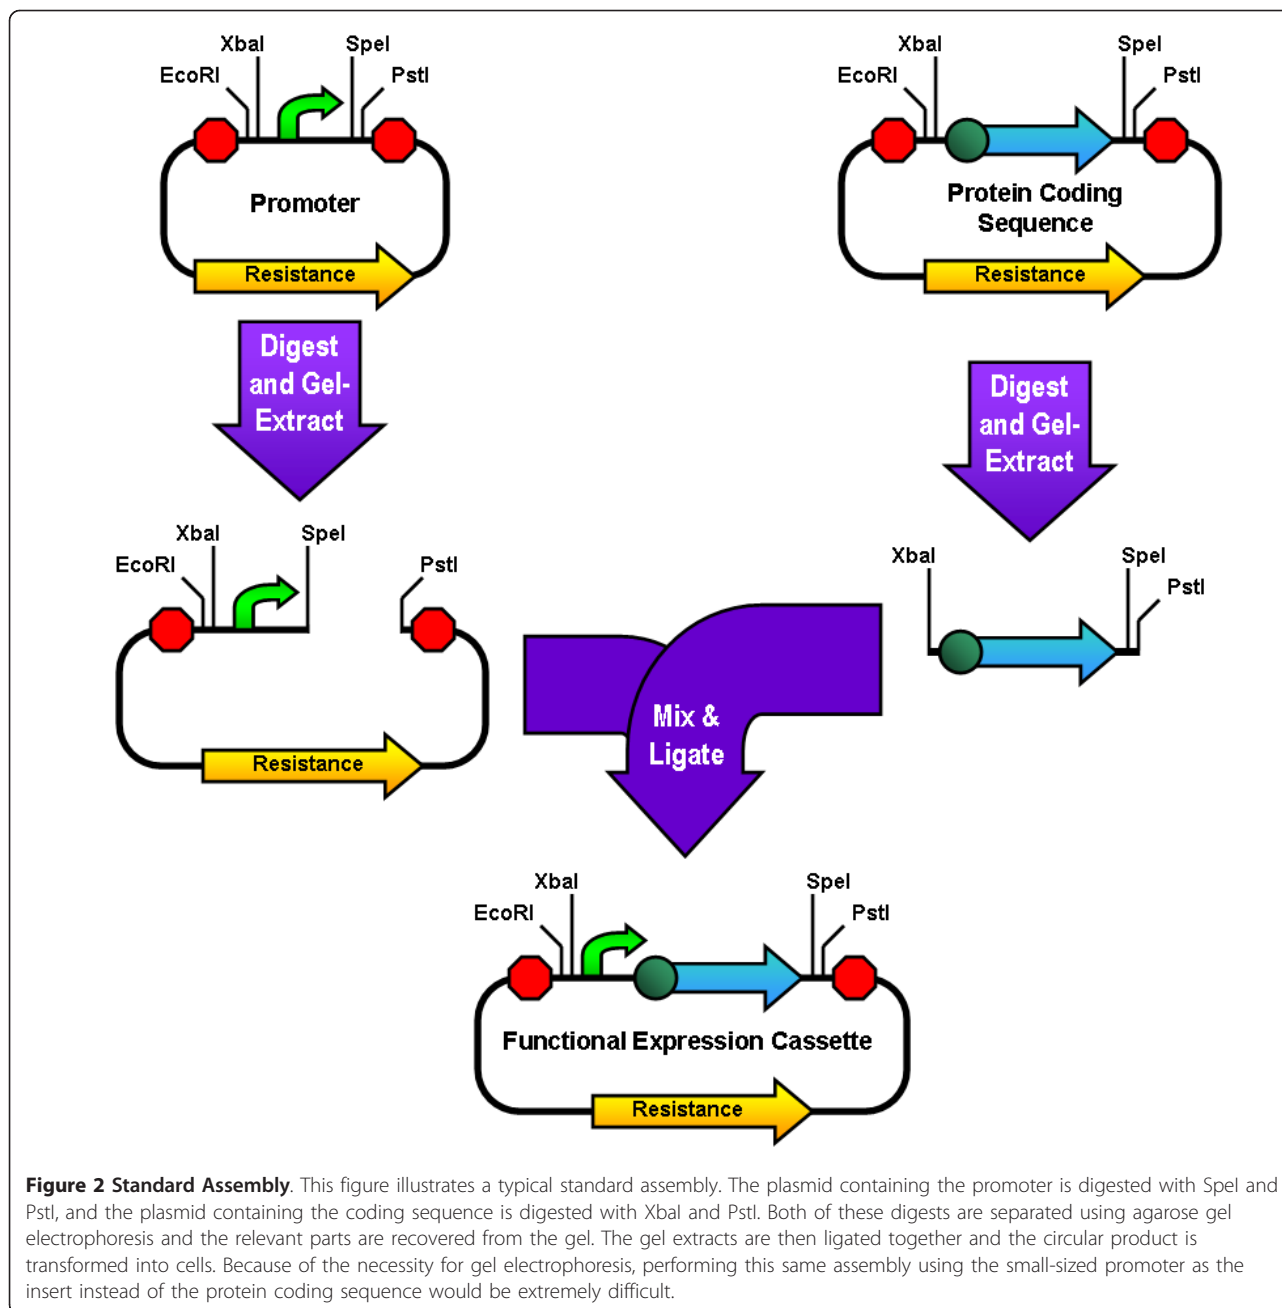 XbaI
SpeI
EcoRI
PstI
Promoter
Resistance
XbaI
SpeI
EcoRI
PstI
Protein Coding
Sequence
Resistance
Digest
and Gel-
Extract
Digest
and Gel-
Extract
XbaI
SpeI
EcoRI
PstI
Resistance
XbaI
SpeI
PstI
Mix &
Ligate
XbaI
SpeI
EcoRI
PstI
Functional Expression Cassette
Resistance
Figure 2 Standard Assembly. This figure illustrates a typical standard assembly. The plasmid containing the promoter is digested with SpeI and
PstI, and the plasmid containing the coding sequence is digested with XbaI and PstI. Both of these digests are separated using agarose gel
electrophoresis and the relevant parts are recovered from the gel. The gel extracts are then ligated together and the circular product is
transformed into cells. Because of the necessity for gel electrophoresis, performing this same assembly using the small-sized promoter as the
insert instead of the protein coding sequence would be extremely difficult.